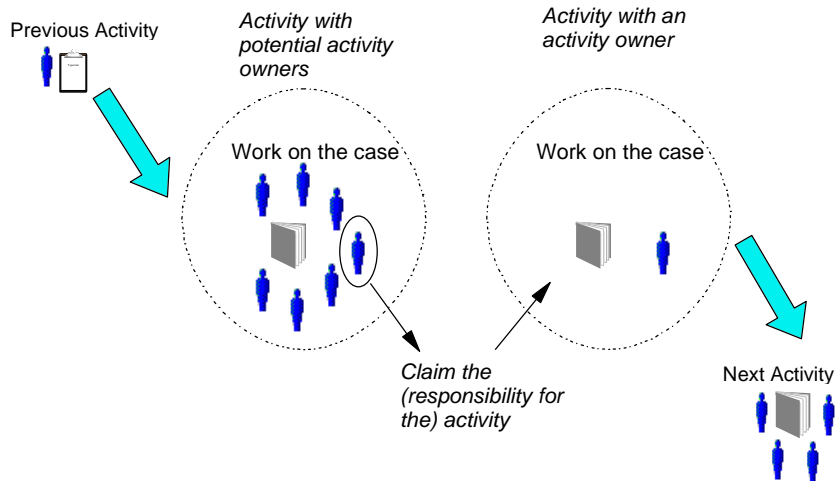 Previous Activity
Activity with
potential activity
owners
Activity with an
activity owner
Work on the case
Work on the case
Claim the
(responsibility for
the) activity
Next Activity